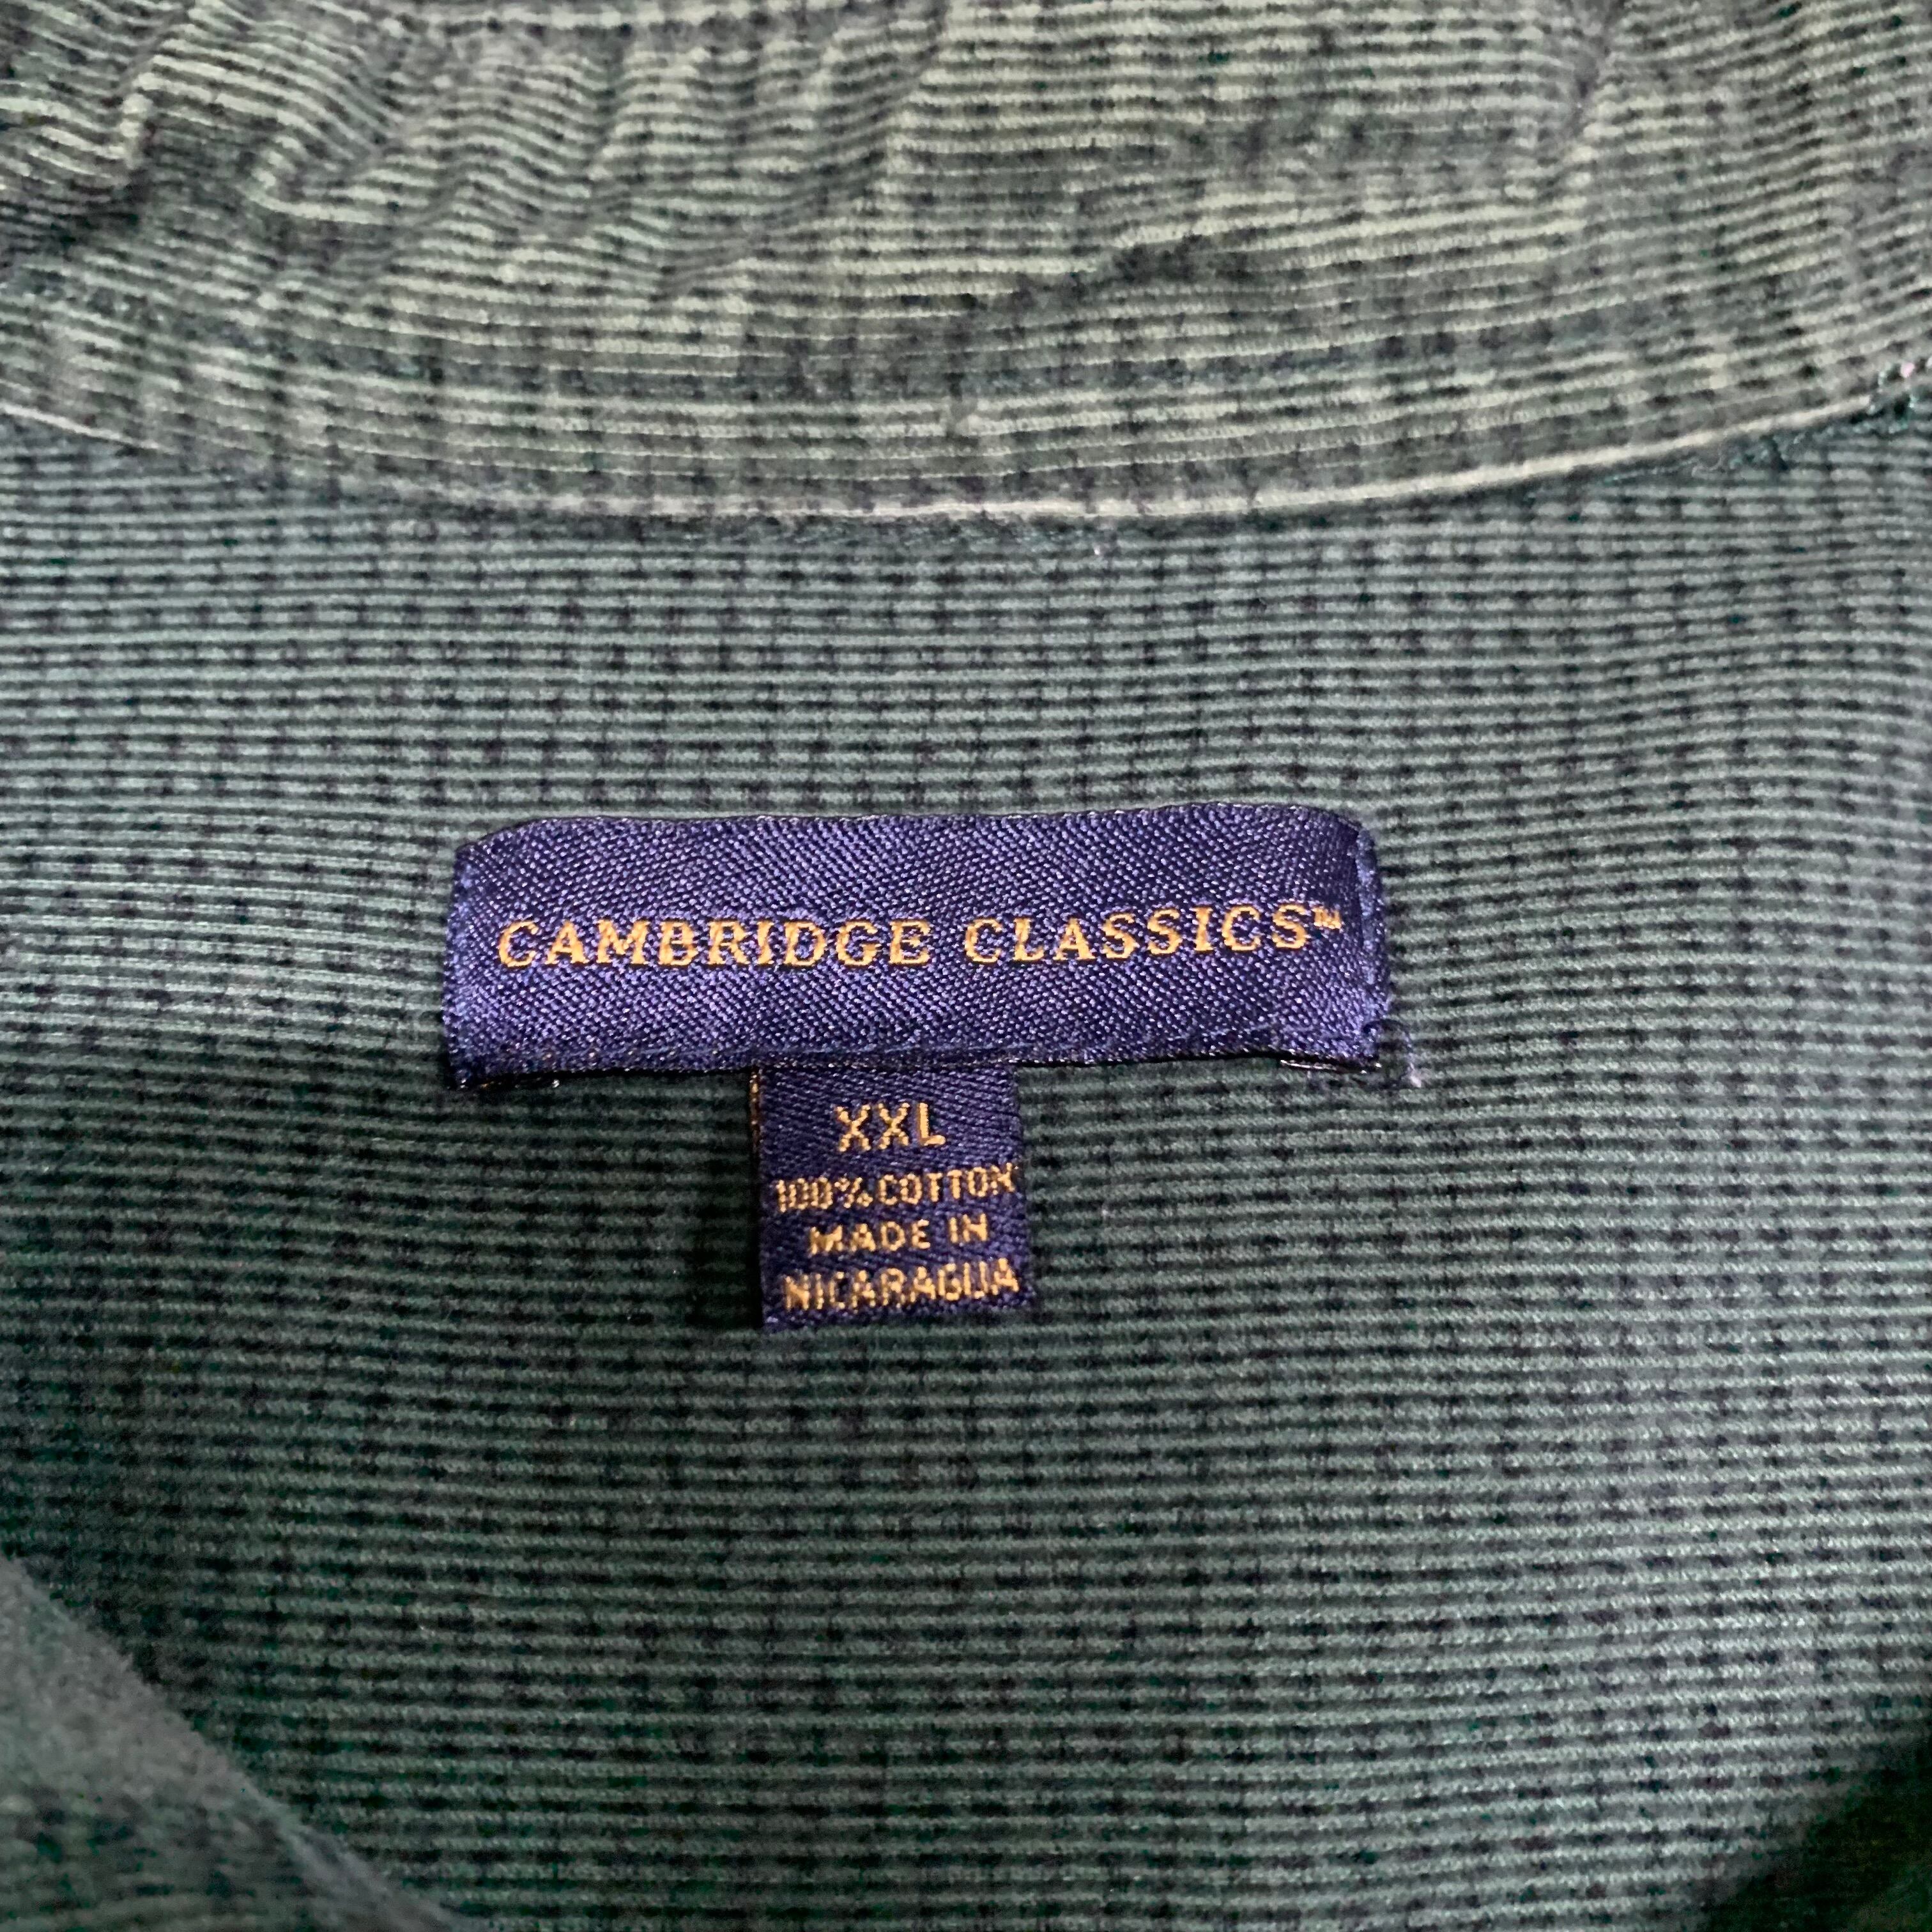 CAMBRIDGE CLASSICS™
XXL
100% COTTON
MADE IN
NICARAGUA